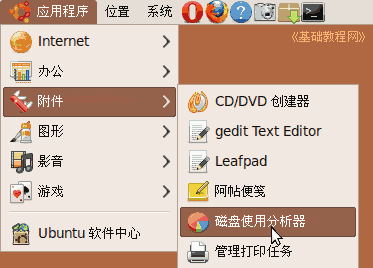 应用程序 位置 系统
《基础教程网》
Internet
办公
附件
图形
影音
游戏
Ubuntu 软件中心
CD/DVD 创建器
gedit Text Editor
Leafpad
阿帖便笺
磁盘使用分析器
管理打印任务